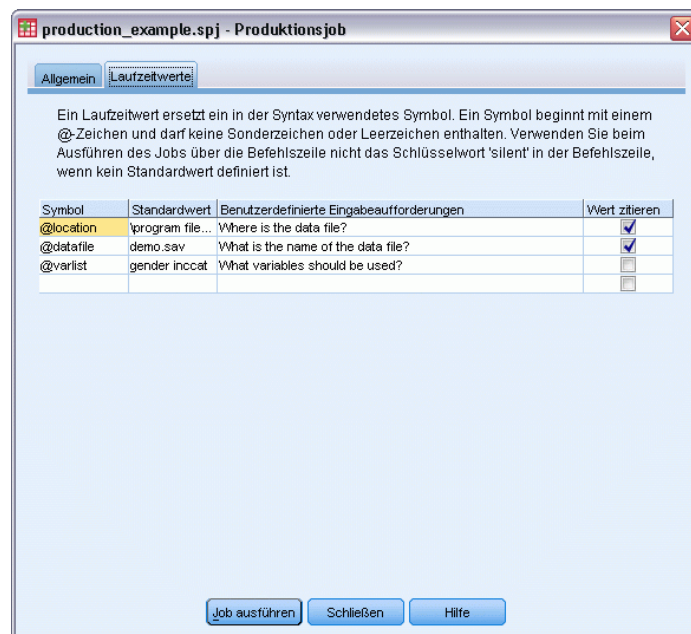 production_example.spj - Produktionsjob
Allgemein Laufzeitwerte
Ein Laufzeitwert ersetzt ein in der Syntax verwendetes Symbol. Ein Symbol beginnt mit einem
@-Zeichen und darf keine Sonderzeichen oder Leerzeichen enthalten. Verwenden Sie beim
Ausführen des Jobs über die Befehlszeile nicht das Schlüsselwort 'silent' in der Befehlszeile,
wenn kein Standardwert definiert ist.
Symbol Standardwert Benutzerdefinierte Eingabeaufforderungen Wert zitieren
@location \program file... Where is the data file?
@datafile demo.sav What is the name of the data file?
@varlist gender inccat What variables should be used?
Job ausführen Schließen Hilfe